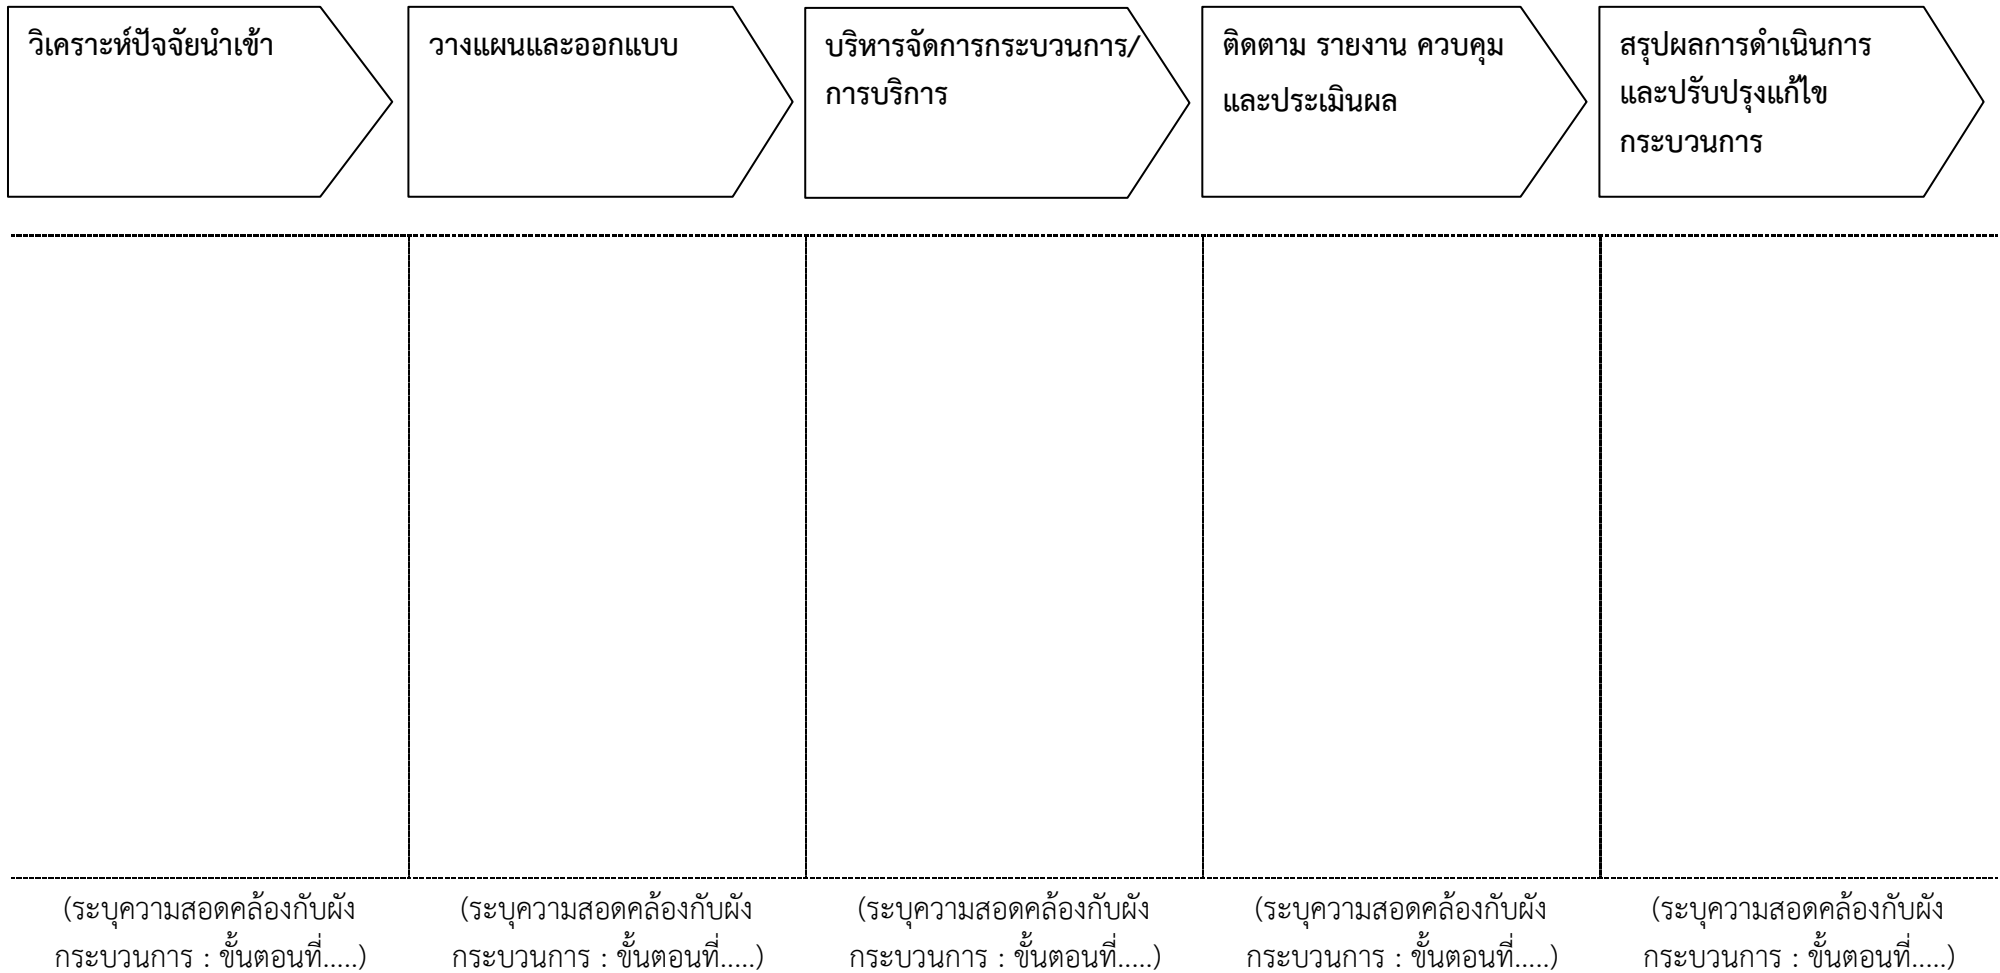 วิเคราะห์ปัจจัยนำเข้า
วางแผนและออกแบบ
บริหารจัดการกระบวนการ/
การบริการ
ติดตาม รายงาน ควบคุม
และประเมินผล
สรุปผลการดำเนินการ
และปรับปรุงแก้ไข
กระบวนการ
(ระบุความสอดคล้องกับผัง
กระบวนการ : ขั้นตอนที่.....)
(ระบุความสอดคล้องกับผัง
กระบวนการ : ขั้นตอนที่.....)
(ระบุความสอดคล้องกับผัง
กระบวนการ : ขั้นตอนที่.....)
(ระบุความสอดคล้องกับผัง
กระบวนการ : ขั้นตอนที่.....)
(ระบุความสอดคล้องกับผัง
กระบวนการ : ขั้นตอนที่.....)